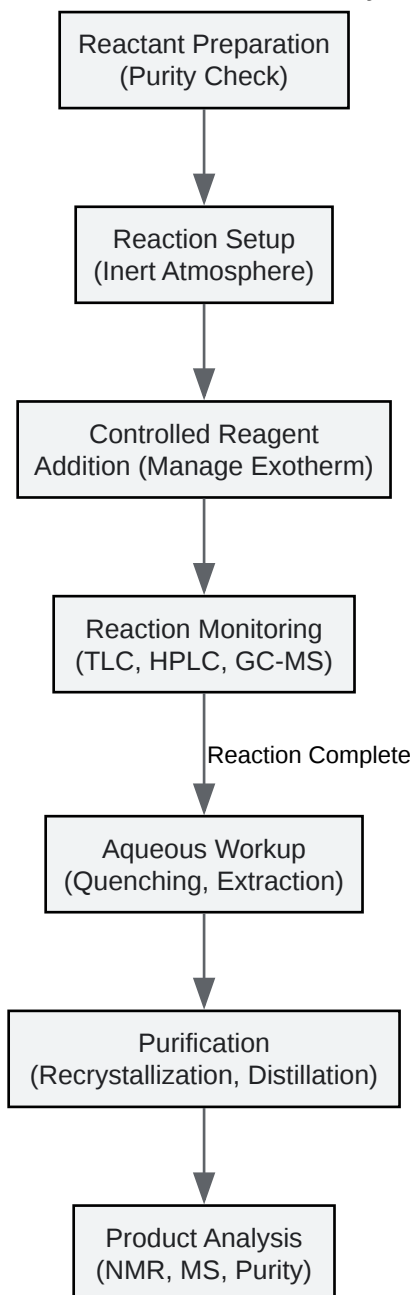 Reactant Preparation
(Purity Check)
Reaction Setup
(Inert Atmosphere)
Controlled Reagent
Addition (Manage Exotherm)
Reaction Monitoring
(TLC, HPLC, GC-MS)
Reaction Complete
Aqueous Workup
(Quenching, Extraction)
Purification
(Recrystallization, Distillation)
Product Analysis
(NMR, MS, Purity)